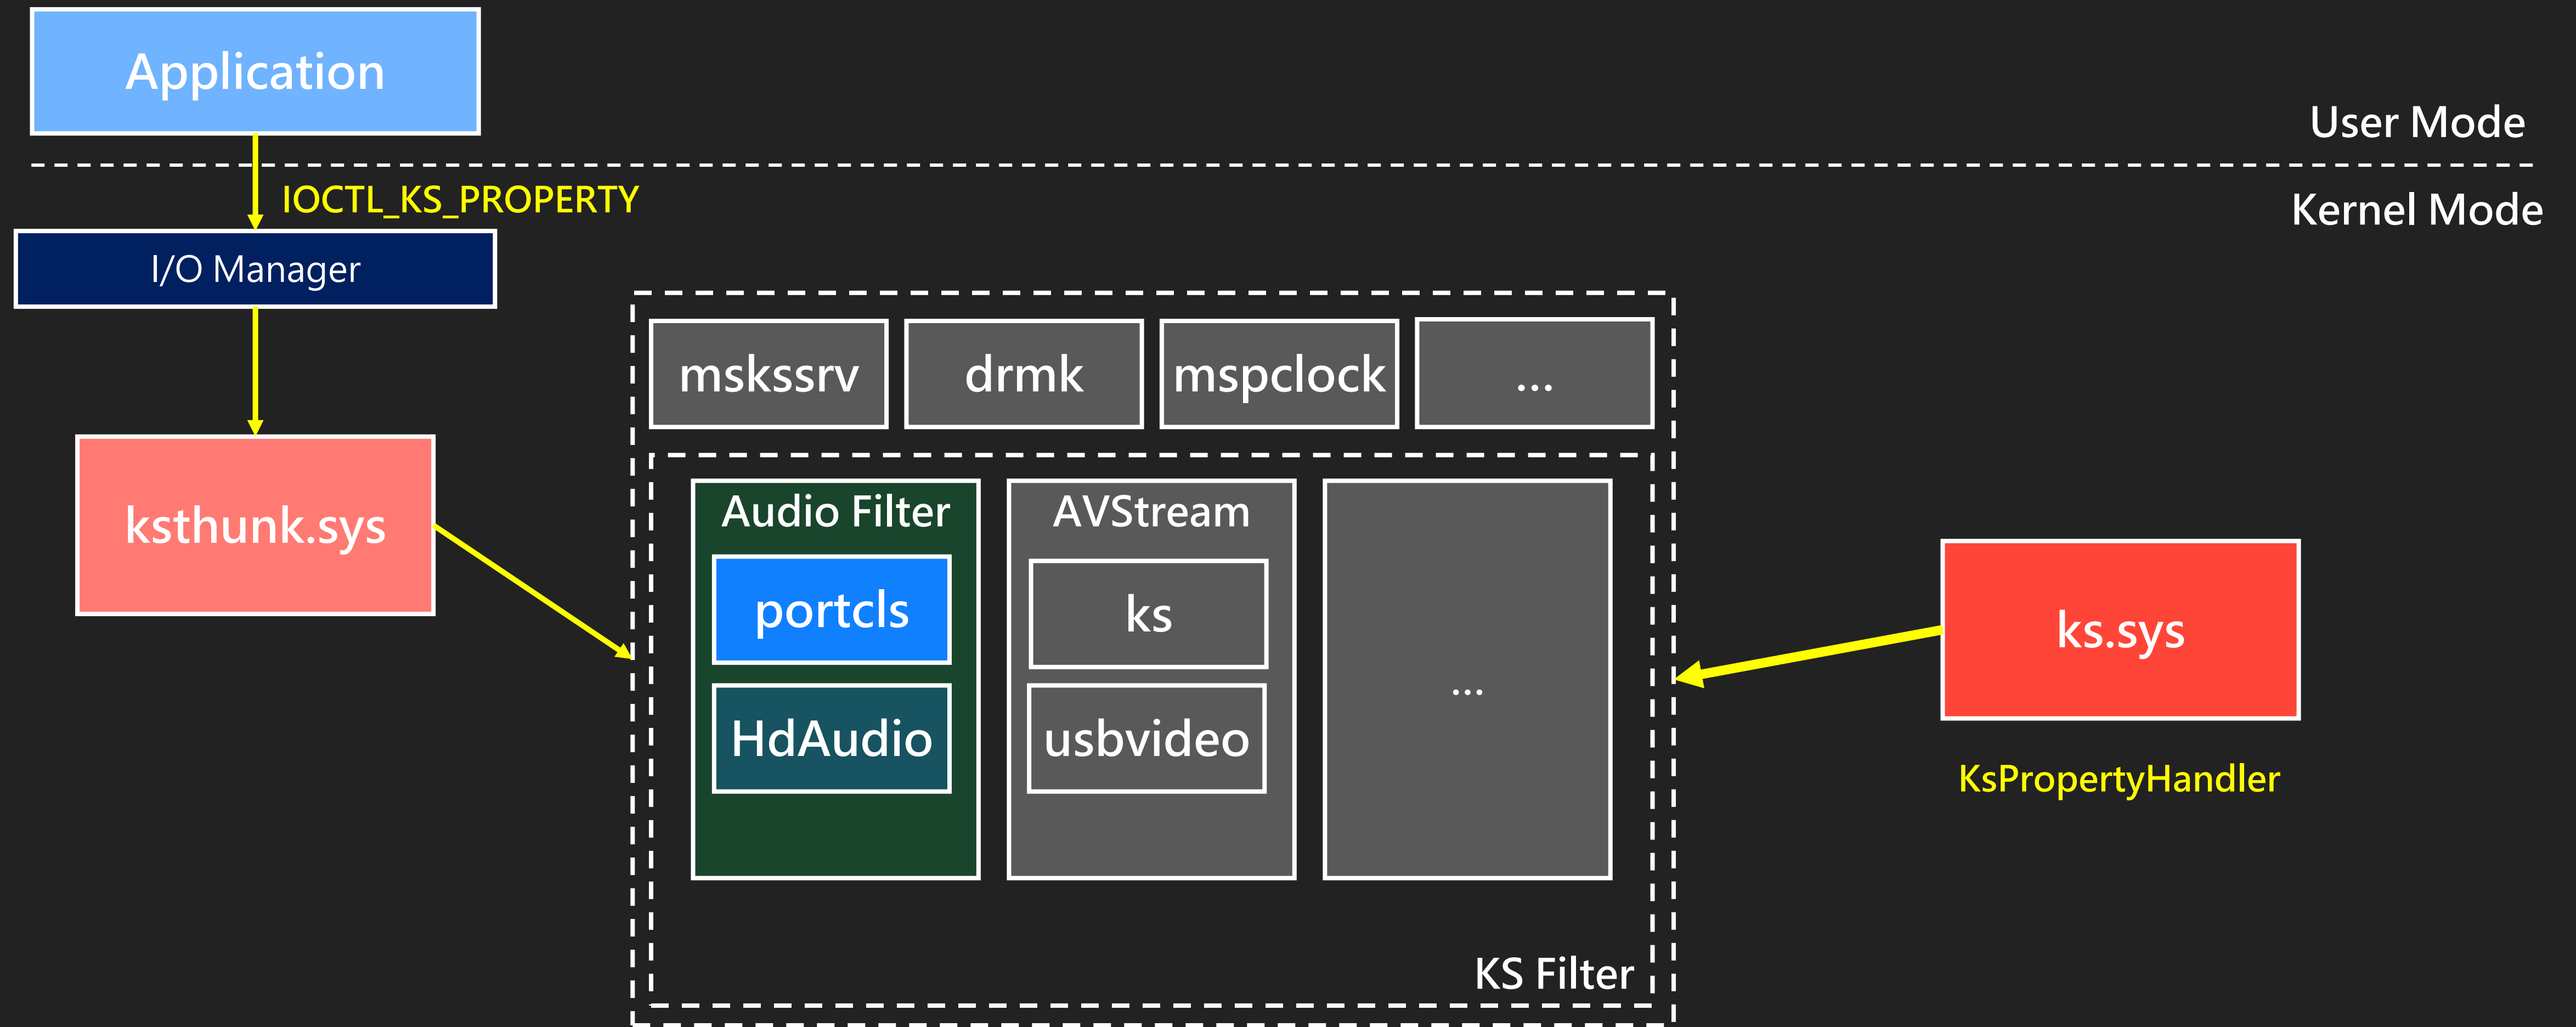 Application
User Mode
IOCTL_KS_PROPERTY
Kernel Mode
I/O Manager
mskssrv
drmk
mspclock
...
ksthunk.sys
Audio Filter
portcls
HdAudio
AVStream
ks
usbvideo
...
KS Filter
ks.sys
KsPropertyHandler